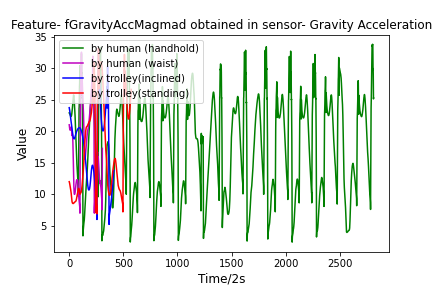 Feature- fGravityAccMagmad obtained in sensor- Gravity Acceleration
35
30
25
20
15
10
5
Value
by human (handhold)
by human (waist)
by trolley(inclined)
by trolley(standing)
0
500
1000
1500
2000
2500
Time/2s